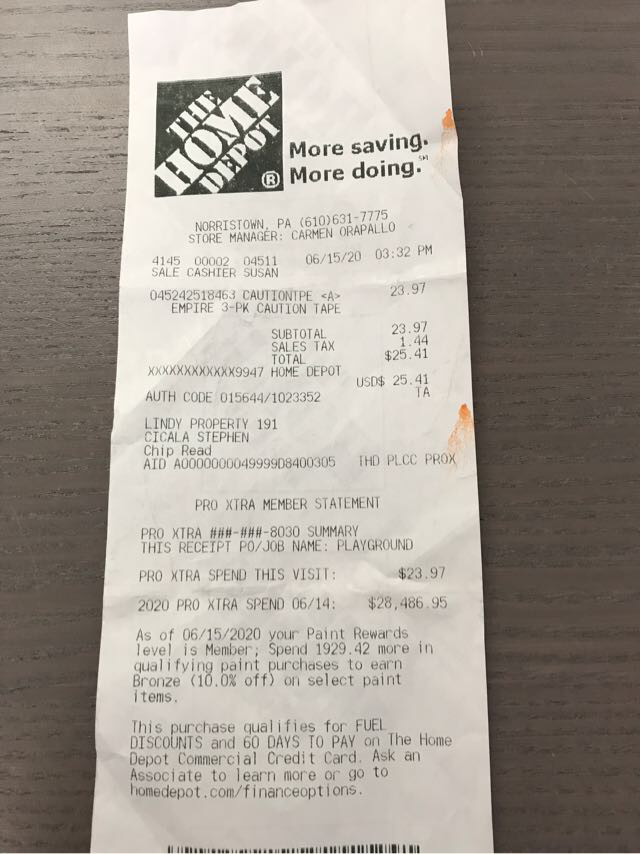 THE
HOME
DEPOT
®
More saving.
More doing.℠
NORRISTOWN, PA (610)631-7775
STORE MANAGER: CARMEN ORAPALLO
4145 00002 04511 06/15/20 03:32 PM
SALE CASHIER SUSAN
045242518463 CAUTIONTPE <A> 23.97
EMPIRE 3-PK CAUTION TAPE
SUBTOTAL 23.97
SALES TAX 1.44
TOTAL $25.41
XXXXXXXXXXXX9947 HOME DEPOT
USD$ 25.41
AUTH CODE 015644/1023352 TA
LINDY PROPERTY 191
CICALA STEPHEN
Chip Read
AID A0000000049999D8400305 THD PLCC PROX
PRO XTRA MEMBER STATEMENT
PRO XTRA ###-###-8030 SUMMARY
THIS RECEIPT PO/JOB NAME: PLAYGROUND
PRO XTRA SPEND THIS VISIT: $23.97
2020 PRO XTRA SPEND 06/14: $28,486.95
As of 06/15/2020 your Paint Rewards
level is Member; Spend 1929.42 more in
qualifying paint purchases to earn
Bronze (10.0% off) on select paint
items.
This purchase qualifies for FUEL
DISCOUNTS and 60 DAYS TO PAY on The Home
Depot Commercial Credit Card. Ask an
Associate to learn more or go to
homedepot.com/financeoptions.